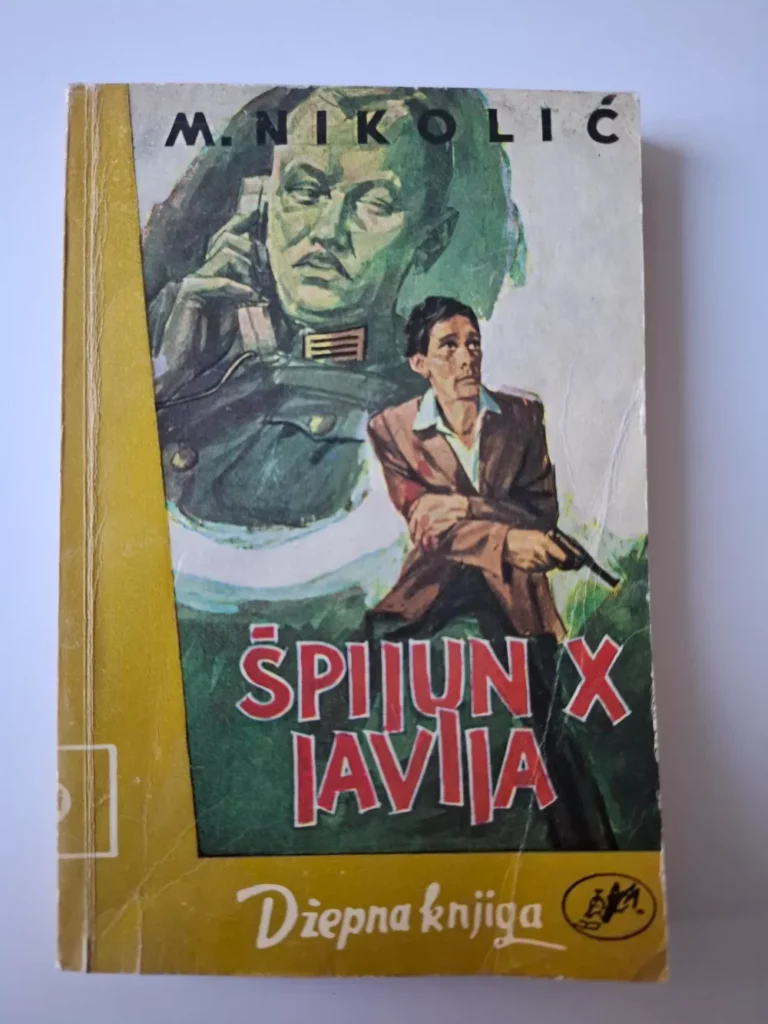 M. NIKOLIĆ
ŠPIJUN X
JAVLJA
Džepna knjiga